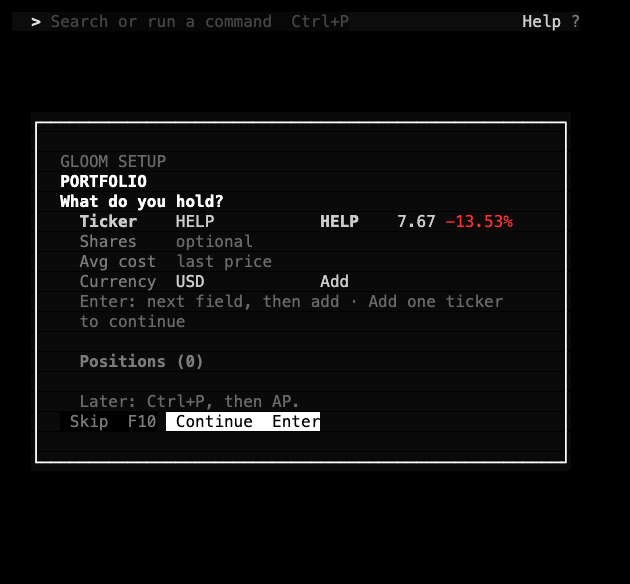 > Search or run a command  Ctrl+P  Help ?
GLOOM SETUP
PORTFOLIO
What do you hold?
Ticker  HELP  HELP  7.67 −13.53%
Shares  optional
Avg cost  last price
Currency  USD  Add
Enter: next field, then add · Add one ticker
to continue
Positions (0)
Later: Ctrl+P, then AP.
Skip  F10  Continue  Enter